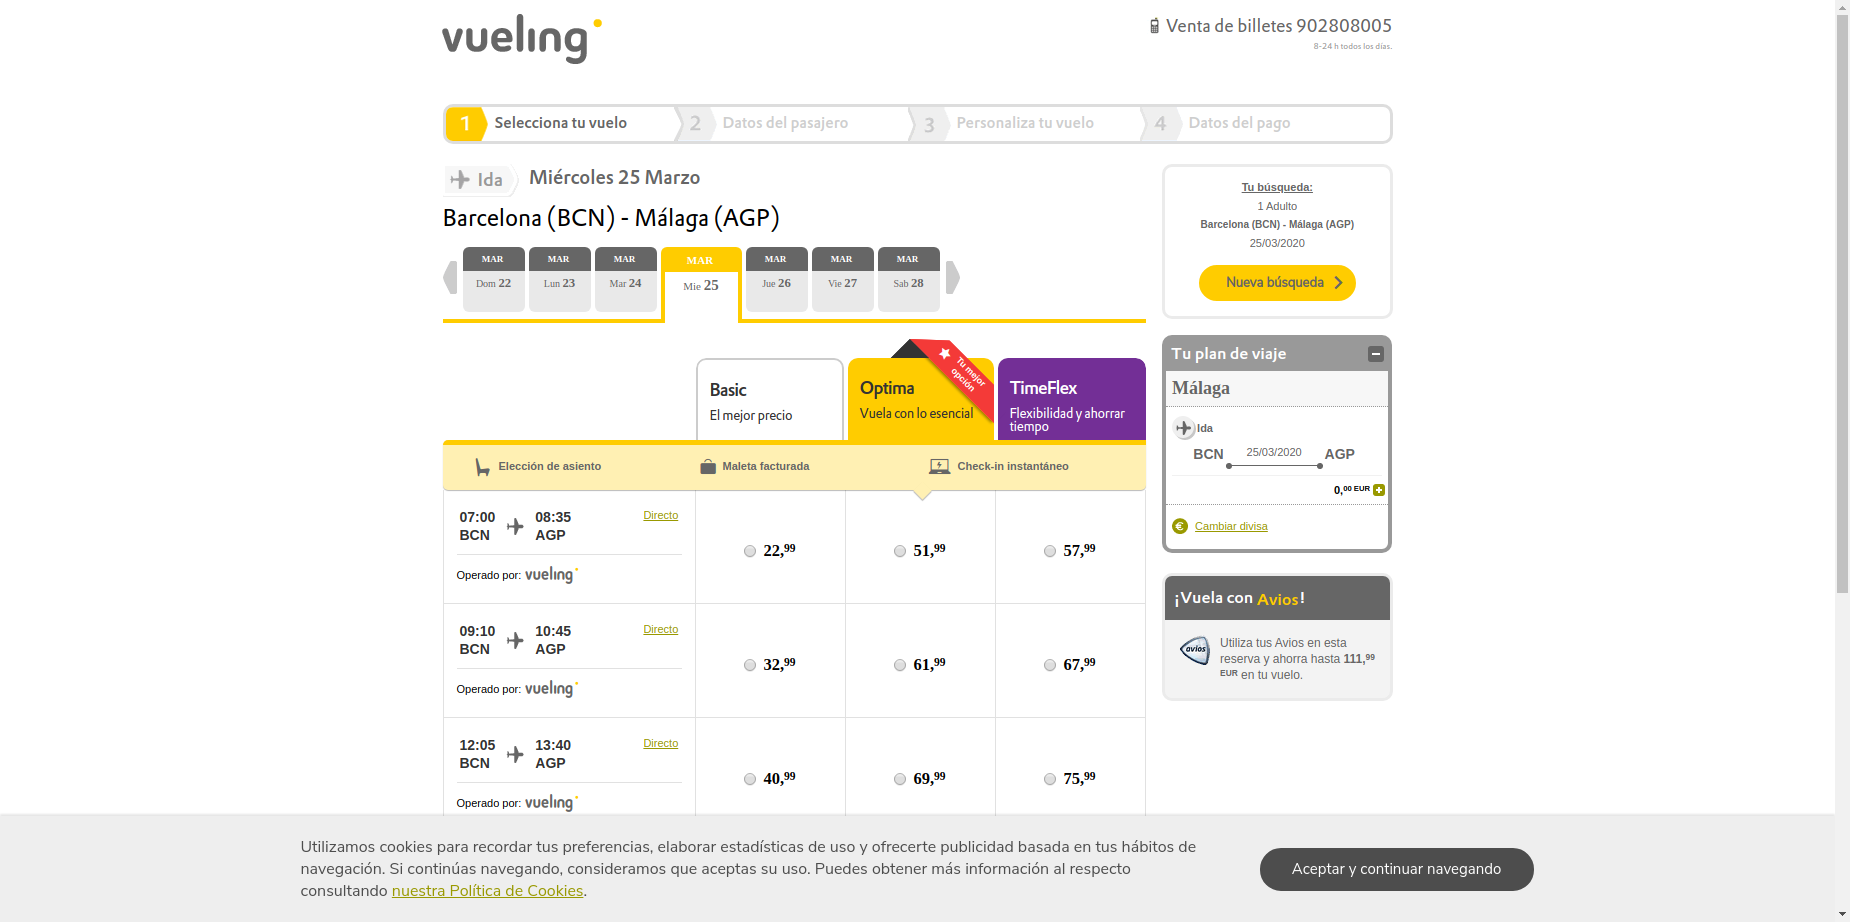 vueling
Venta de billetes 902808005
8-24 h todos los días.
1 Selecciona tu vuelo
2 Datos del pasajero
3 Personaliza tu vuelo
4 Datos del pago
Ida
Miércoles 25 Marzo
Barcelona (BCN) - Málaga (AGP)
MAR MAR MAR MAR MAR MAR MAR
Dom 22 Lun 23 Mar 24 Mie 25 Jue 26 Vie 27 Sab 28
Basic
El mejor precio
Optima
Vuela con lo esencial
Tu mejor
opción
TimeFlex
Flexibilidad y ahorrar
tiempo
Elección de asiento
Maleta facturada
Check-in instantáneo
07:00 08:35 Directo
BCN AGP
22,99 51,99 57,99
Operado por: vueling
09:10 10:45 Directo
BCN AGP
32,99 61,99 67,99
Operado por: vueling
12:05 13:40 Directo
BCN AGP
40,99 69,99 75,99
Operado por: vueling
Tu búsqueda:
1 Adulto
Barcelona (BCN) - Málaga (AGP)
25/03/2020
Nueva búsqueda
Tu plan de viaje
Málaga
Ida
BCN 25/03/2020 AGP
0,00 EUR
€ Cambiar divisa
¡Vuela con Avios!
avios
Utiliza tus Avios en esta
reserva y ahorra hasta 111,99
EUR en tu vuelo.
Utilizamos cookies para recordar tus preferencias, elaborar estadísticas de uso y ofrecerte publicidad basada en tus hábitos de
navegación. Si continúas navegando, consideramos que aceptas su uso. Puedes obtener más información al respecto
consultando nuestra Política de Cookies.
Aceptar y continuar navegando